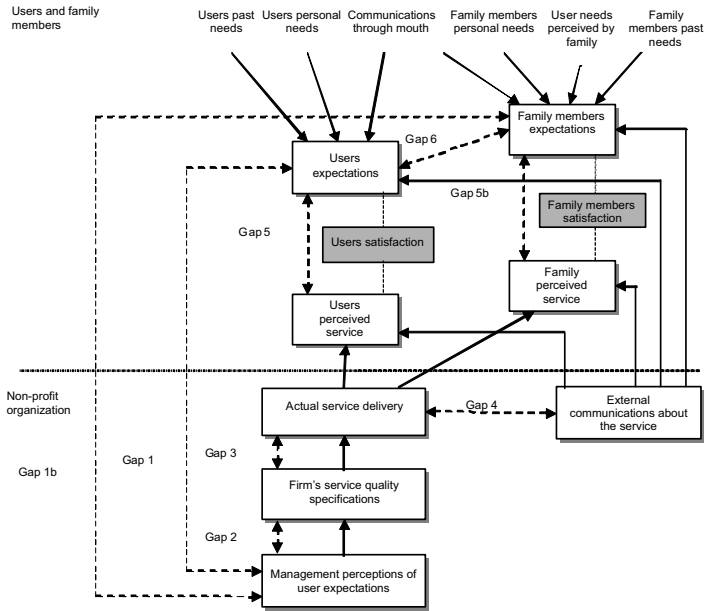 Users and family
members
Users past
needs
Users personal
needs
Communications
through mouth
Family members
personal needs
User needs
perceived by
family
Family
members past
needs
Family members
expectations
Gap 6
Users
expectations
Gap 5b
Family members
satisfaction
Gap 5
Users satisfaction
Family
perceived
service
Users
perceived
service
Non-profit
organization
Actual service delivery
Gap 4
External
communications about
the service
Gap 1b
Gap 1
Gap 3
Firm's service quality
specifications
Gap 2
Management perceptions of
user expectations